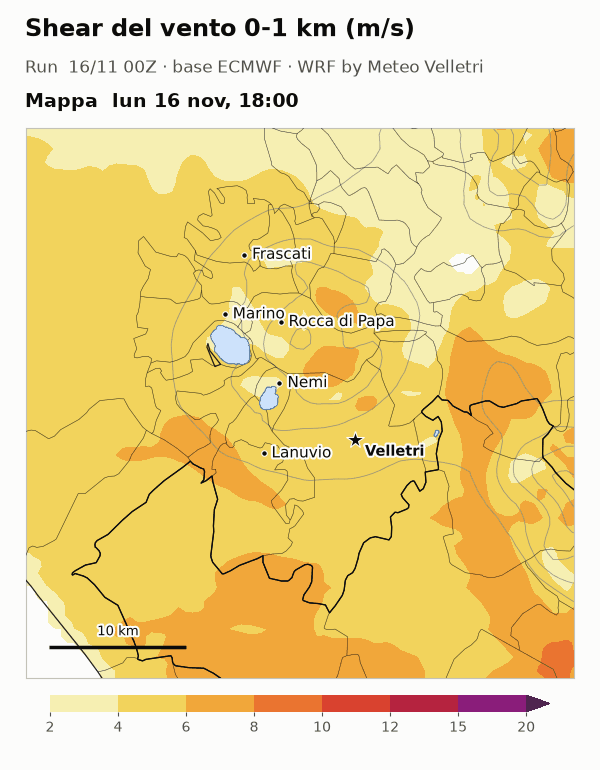 Shear del vento 0-1 km (m/s)
Run  16/11 00Z · base ECMWF · WRF by Meteo Velletri
Mappa  lun 16 nov, 18:00
Frascati
Marino
Rocca di Papa
Nemi
Velletri
Lanuvio
10 km
2 4 6 8 10 12 15 20